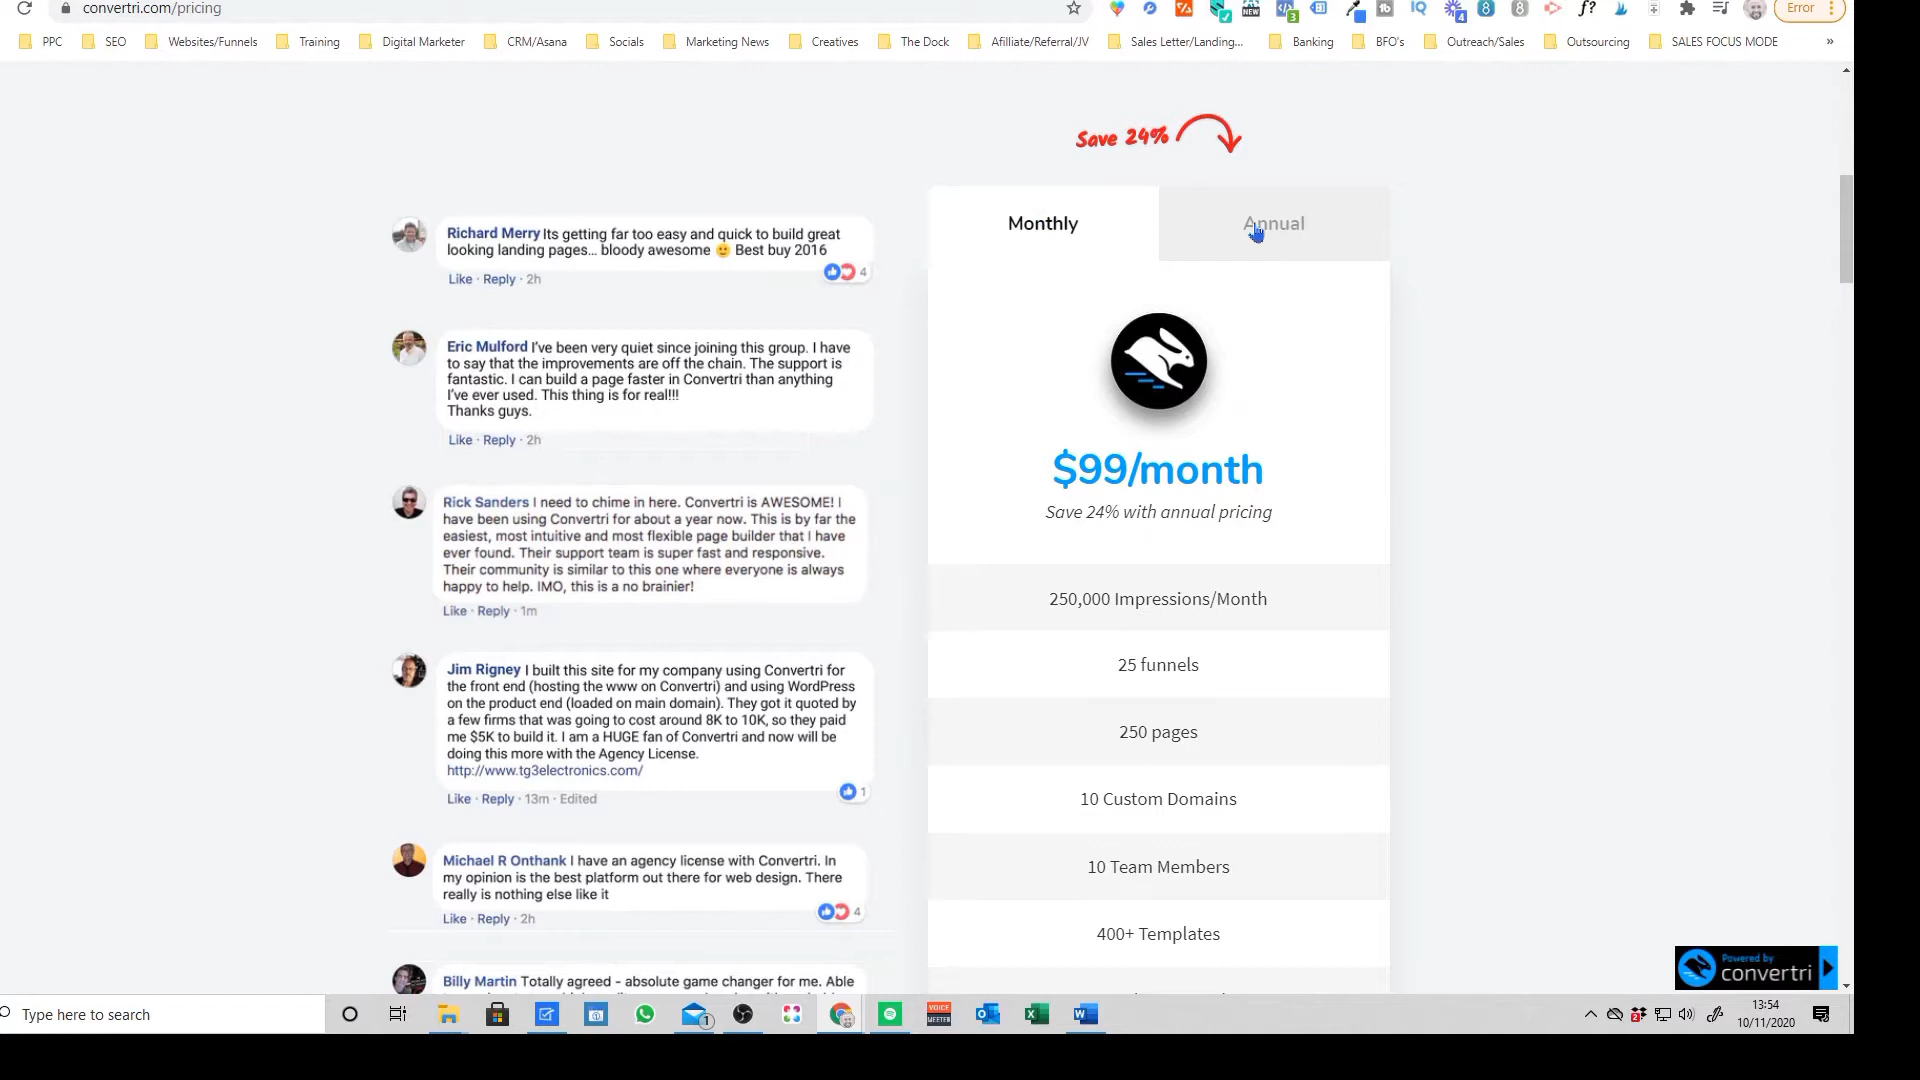 convertri.com/pricing
Error
PPC SEO Websites/Funnels Training Digital Marketer CRM/Asana Socials Marketing News Creatives The Dock Afilliate/Referral/JV Sales Letter/Landing... Banking BFO's Outreach/Sales Outsourcing SALES FOCUS MODE »
Save 24%
Monthly
Annual
Richard Merry Its getting far too easy and quick to build great
looking landing pages... bloody awesome 🙂 Best buy 2016
4
Like · Reply · 2h
Eric Mulford I've been very quiet since joining this group. I have
to say that the improvements are off the chain. The support is
fantastic. I can build a page faster in Convertri than anything
I've ever used. This thing is for real!!!
Thanks guys.
Like · Reply · 2h
Rick Sanders I need to chime in here. Convertri is AWESOME! I
have been using Convertri for about a year now. This is by far the
easiest, most intuitive and most flexible page builder that I have
ever found. Their support team is super fast and responsive.
Their community is similar to this one where everyone is always
happy to help. IMO, this is a no brainier!
Like · Reply · 1m
Jim Rigney I built this site for my company using Convertri for
the front end (hosting the www on Convertri) and using WordPress
on the product end (loaded on main domain). They got it quoted by
a few firms that was going to cost around 8K to 10K, so they paid
me $5K to build it. I am a HUGE fan of Convertri and now will be
doing this more with the Agency License.
http://www.tg3electronics.com/
1
Like · Reply · 13m · Edited
Michael R Onthank I have an agency license with Convertri. In
my opinion is the best platform out there for web design. There
really is nothing else like it
4
Like · Reply · 2h
Billy Martin Totally agreed - absolute game changer for me. Able
$99/month
Save 24% with annual pricing
250,000 Impressions/Month
25 funnels
250 pages
10 Custom Domains
10 Team Members
400+ Templates
Powered by
convertri
Type here to search
VOICE
MEETER
13:54
10/11/2020